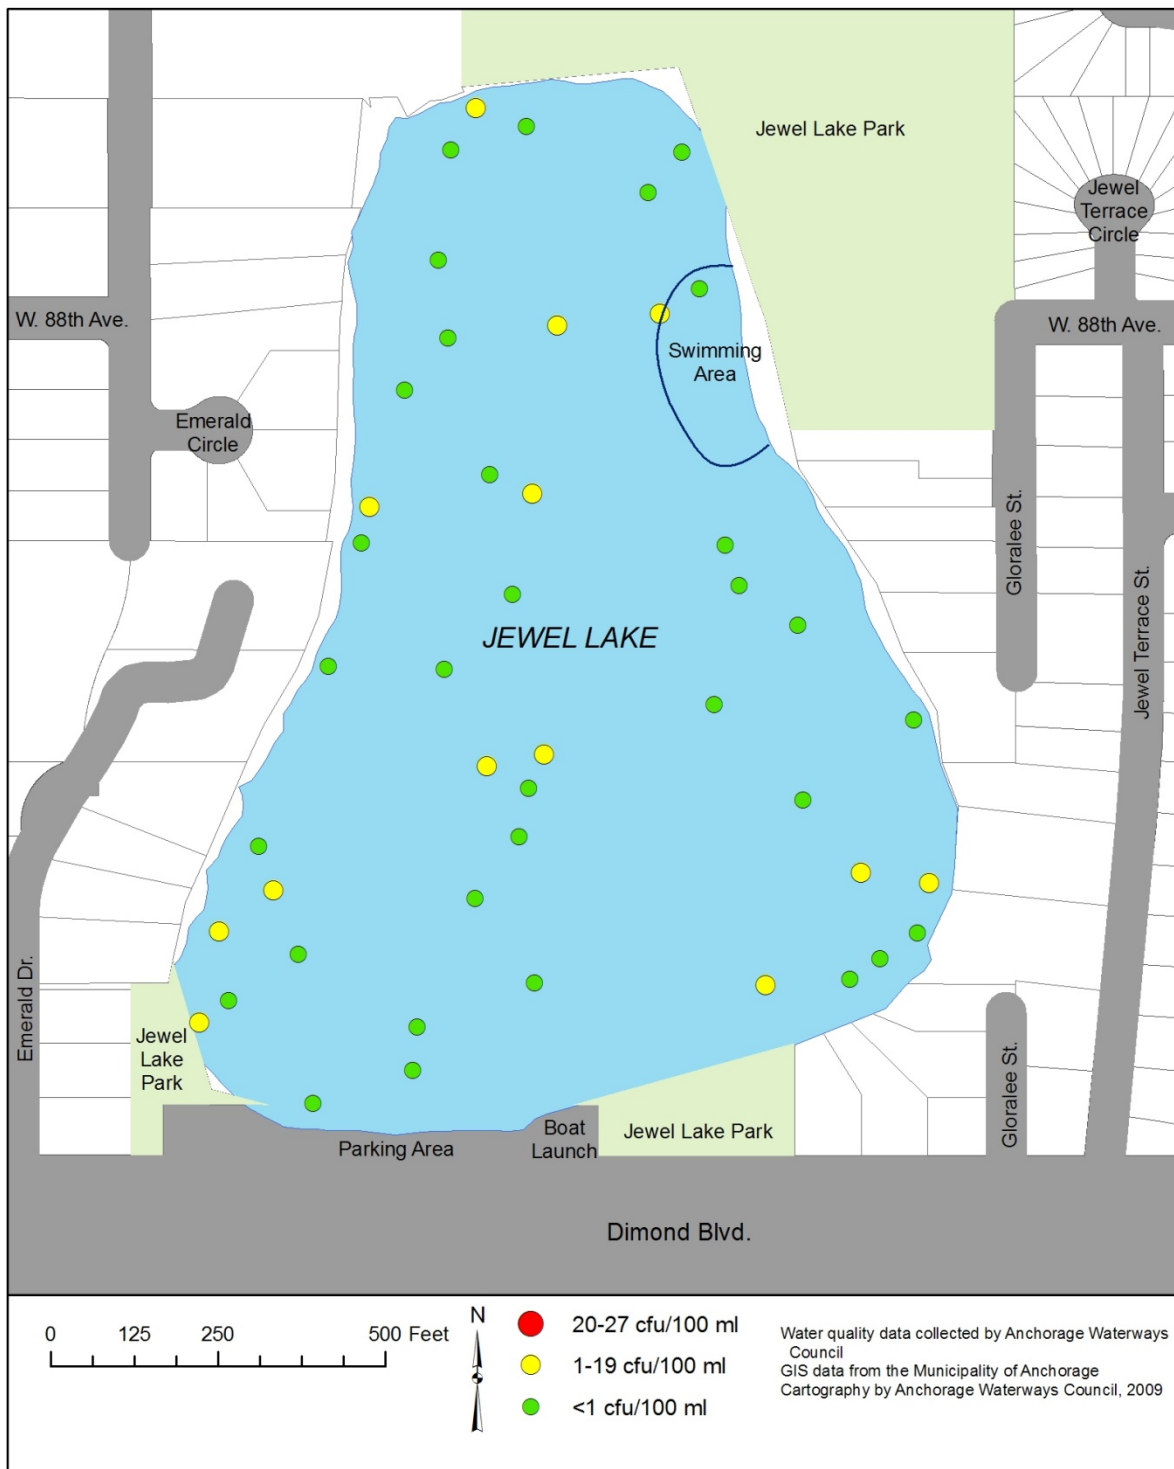 Jewel Lake Park
Jewel
Terrace
Circle
W. 88th Ave.
W. 88th Ave.
Swimming
Area
Emerald
Circle
Gloralee St.
Jewel Terrace St.
JEWEL LAKE
Emerald Dr.
Jewel
Lake
Park
Gloralee St.
Parking Area
Boat
Launch
Jewel Lake Park
Dimond Blvd.
0 125 250 500 Feet
N
20-27 cfu/100 ml
1-19 cfu/100 ml
<1 cfu/100 ml
Water quality data collected by Anchorage Waterways
Council
GIS data from the Municipality of Anchorage
Cartography by Anchorage Waterways Council, 2009